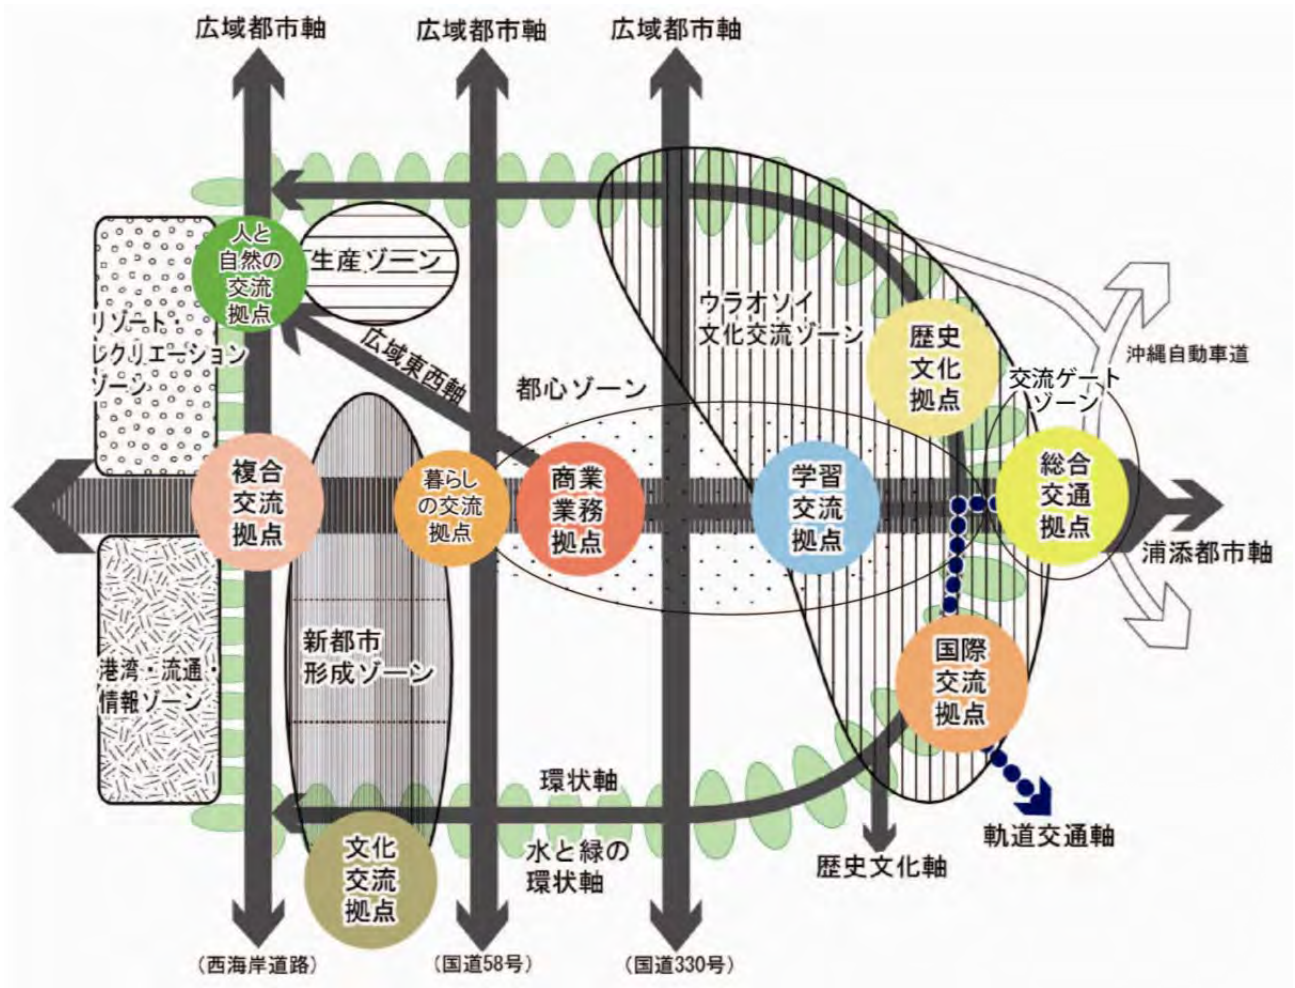 広域都市軸
広域都市軸
広域都市軸
人と
自然の
交流
拠点
生産ゾーン
リゾート・
レクリエーション
ゾーン
広域東西軸
都心ゾーン
ウラオソイ
文化交流ゾーン
歴史
文化
拠点
沖縄自動車道
交流ゲート
ゾーン
複合
交流
拠点
暮らし
の交流
拠点
商業
業務
拠点
学習
交流
拠点
総合
交通
拠点
浦添都市軸
港湾・流通・
情報ゾーン
新都市
形成ゾーン
国際
交流
拠点
環状軸
水と緑の
環状軸
文化
交流
拠点
歴史文化軸
軌道交通軸
(西海岸道路)
(国道58号)
(国道330号)